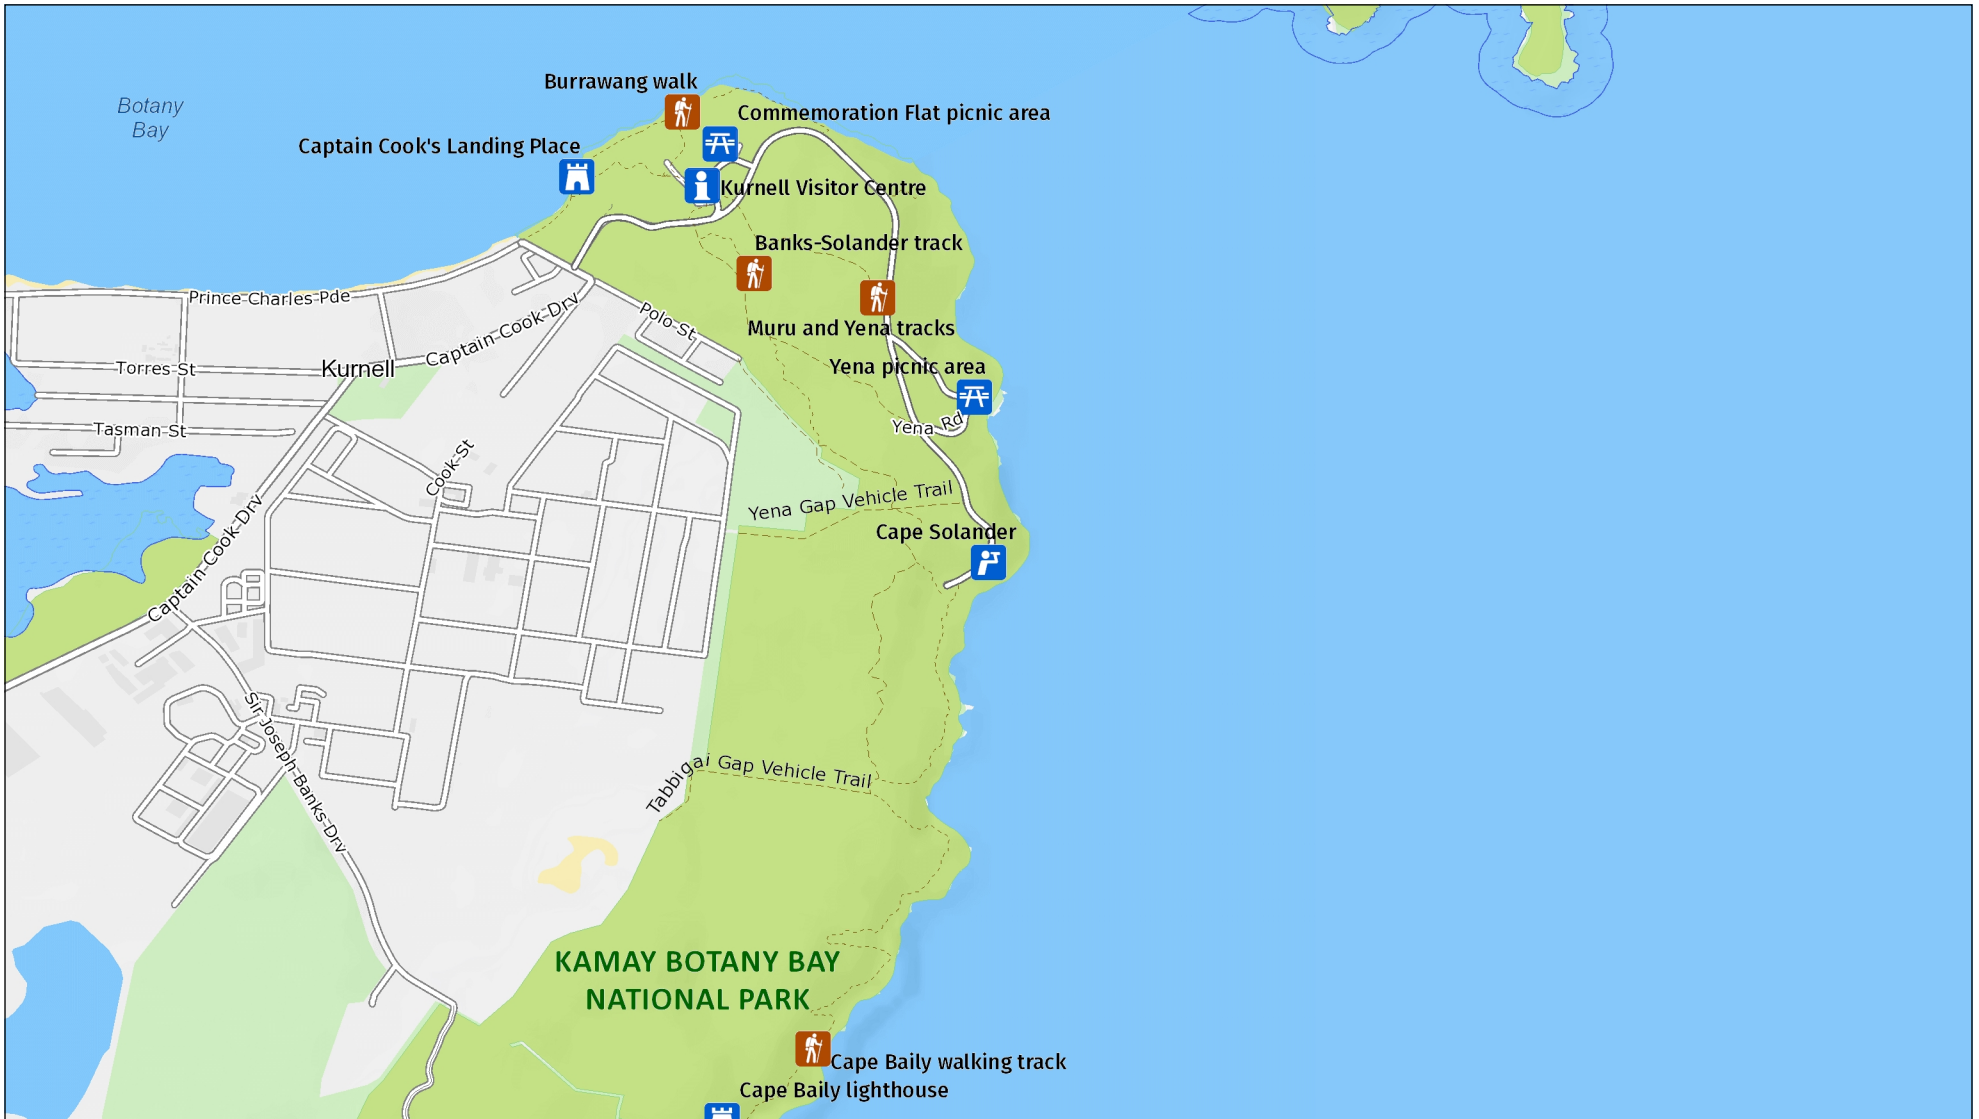 Botany
Bay
Burrawang walk
Commemoration Flat picnic area
Captain Cook's Landing Place
Kurnell Visitor Centre
Banks-Solander track
Prince Charles Pde
Captain Cook Drv
Polo St
Muru and Yena tracks
Torres St
Kurnell
Yena picnic area
Yena Rd
Tasman St
Cook St
Yena Gap Vehicle Trail
Cape Solander
Captain Cook Drv
Sir Joseph Banks Drv
Tabbigai Gap Vehicle Trail
KAMAY BOTANY BAY
NATIONAL PARK
Cape Baily walking track
Cape Baily lighthouse